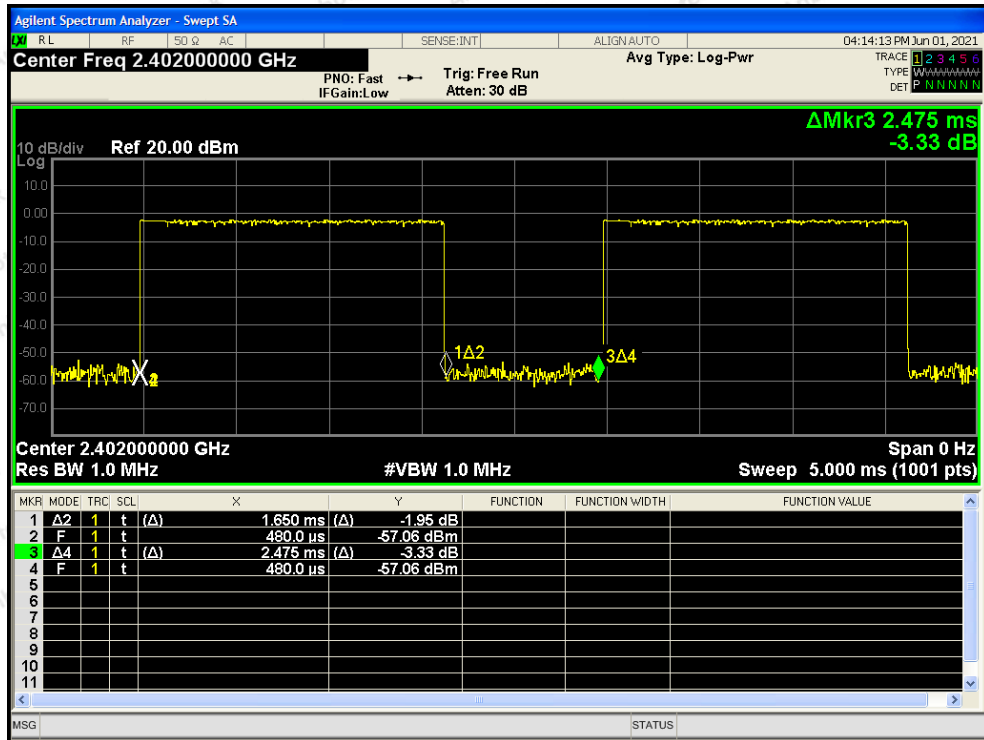 Agilent Spectrum Analyzer - Swept SA
LXI RL RF 50 Ω AC SENSE:INT ALIGN AUTO 04:14:13 PM Jun 01, 2021
Center Freq 2.402000000 GHz Avg Type: Log-Pwr TRACE 1 2 3 4 5 6
PNO: Fast Trig: Free Run TYPE WWWWWW
IFGain:Low Atten: 30 dB DET P N N N N N
ΔMkr3 2.475 ms
10 dB/div Ref 20.00 dBm -3.33 dB
Log
10.0
0.00
-10.0
-20.0
-30.0
-40.0
-50.0
1Δ2
3Δ4
-60.0
-70.0
Center 2.402000000 GHz Span 0 Hz
Res BW 1.0 MHz #VBW 1.0 MHz Sweep 5.000 ms (1001 pts)
MKR MODE TRC SCL X Y FUNCTION FUNCTION WIDTH FUNCTION VALUE
1 Δ2 1 t (Δ) 1.650 ms (Δ) -1.95 dB
2 F 1 t 480.0 µs -57.06 dBm
3 Δ4 1 t (Δ) 2.475 ms (Δ) -3.33 dB
4 F 1 t 480.0 µs -57.06 dBm
5
6
7
8
9
10
11
MSG STATUS